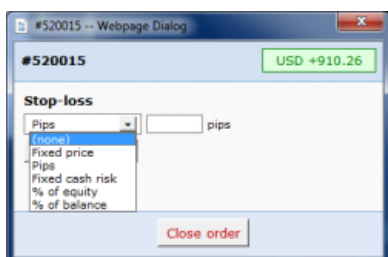 #520015 -- Webpage Dialog
#520015 USD +910.26
Stop-loss
Pips pips
(none)
Fixed price
Pips
Fixed cash risk
% of equity
% of balance
Close order